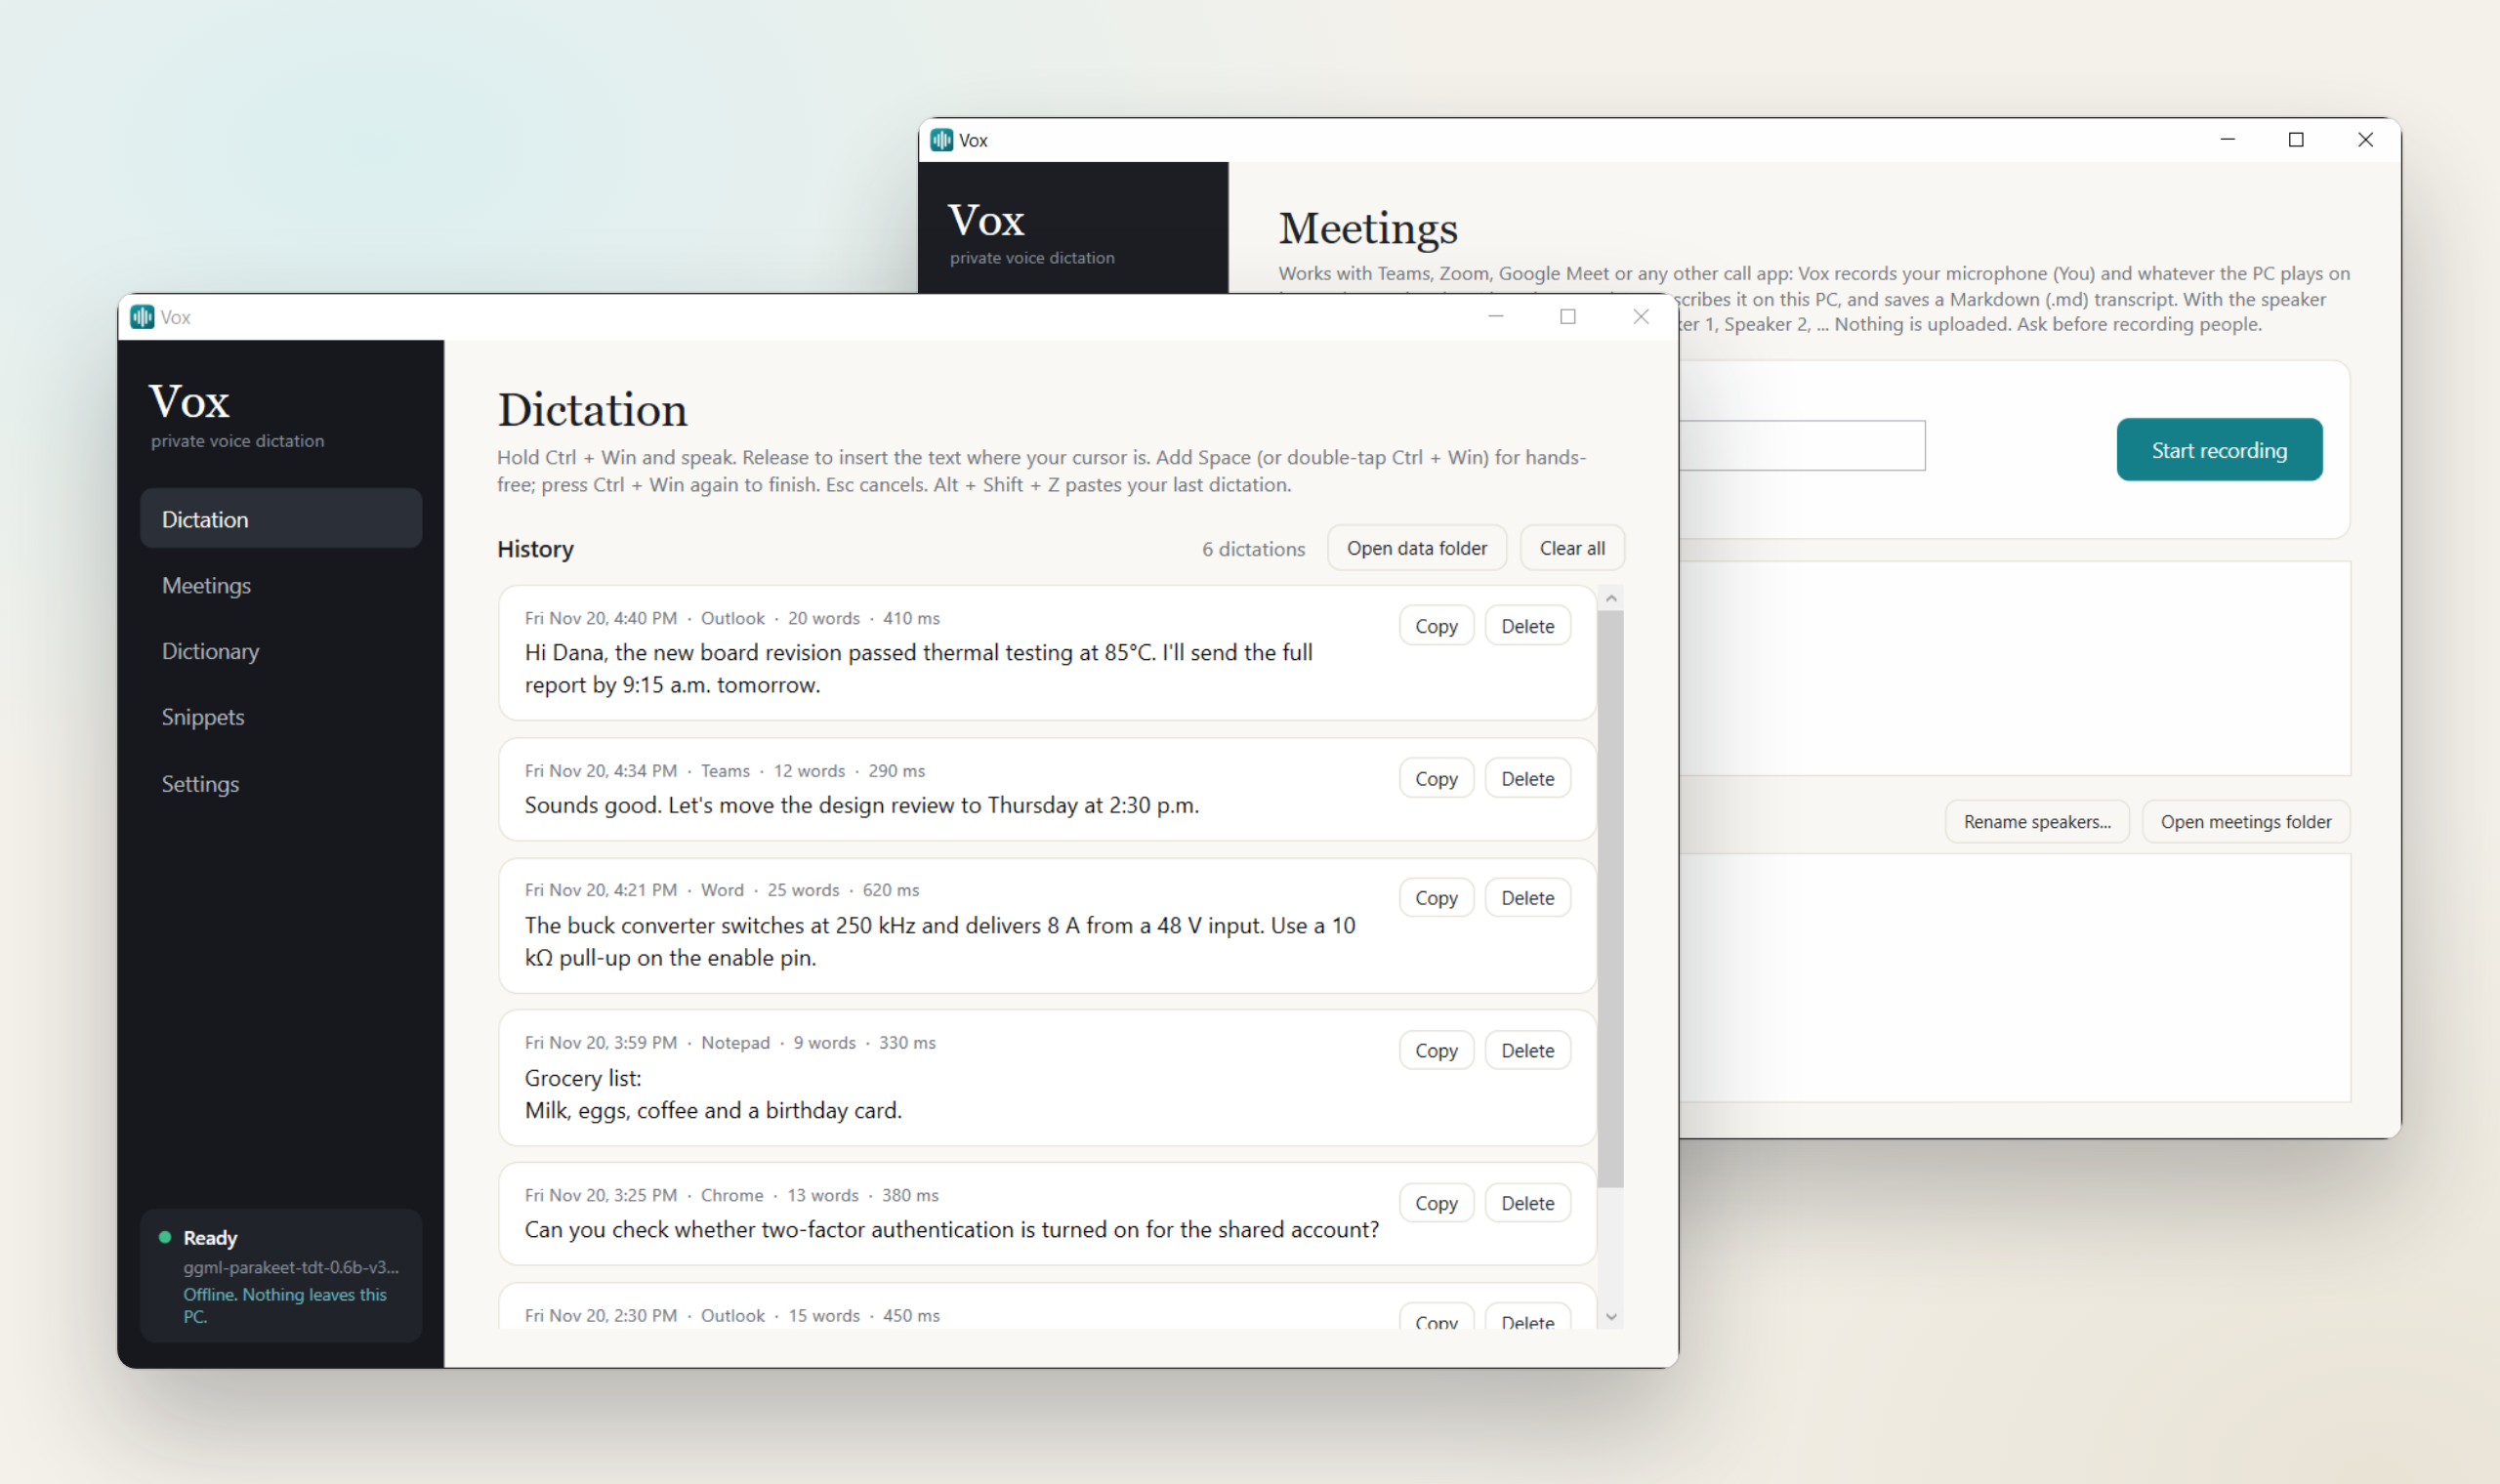 Vox
Vox
private voice dictation
Meetings
Works with Teams, Zoom, Google Meet or any other call app: Vox records your microphone (You) and whatever the PC plays on
scribes it on this PC, and saves a Markdown (.md) transcript. With the speaker
er 1, Speaker 2, ... Nothing is uploaded. Ask before recording people.
Start recording
Rename speakers...
Open meetings folder
Vox
Vox
private voice dictation
Dictation
Meetings
Dictionary
Snippets
Settings
Ready
ggml-parakeet-tdt-0.6b-v3...
Offline. Nothing leaves this
PC.
Dictation
Hold Ctrl + Win and speak. Release to insert the text where your cursor is. Add Space (or double-tap Ctrl + Win) for hands-
free; press Ctrl + Win again to finish. Esc cancels. Alt + Shift + Z pastes your last dictation.
History
6 dictations
Open data folder
Clear all
Fri Nov 20, 4:40 PM · Outlook · 20 words · 410 ms
Copy
Delete
Hi Dana, the new board revision passed thermal testing at 85°C. I'll send the full
report by 9:15 a.m. tomorrow.
Fri Nov 20, 4:34 PM · Teams · 12 words · 290 ms
Copy
Delete
Sounds good. Let's move the design review to Thursday at 2:30 p.m.
Fri Nov 20, 4:21 PM · Word · 25 words · 620 ms
Copy
Delete
The buck converter switches at 250 kHz and delivers 8 A from a 48 V input. Use a 10
kΩ pull-up on the enable pin.
Fri Nov 20, 3:59 PM · Notepad · 9 words · 330 ms
Copy
Delete
Grocery list:
Milk, eggs, coffee and a birthday card.
Fri Nov 20, 3:25 PM · Chrome · 13 words · 380 ms
Copy
Delete
Can you check whether two-factor authentication is turned on for the shared account?
Fri Nov 20, 2:30 PM · Outlook · 15 words · 450 ms
Copy
Delete